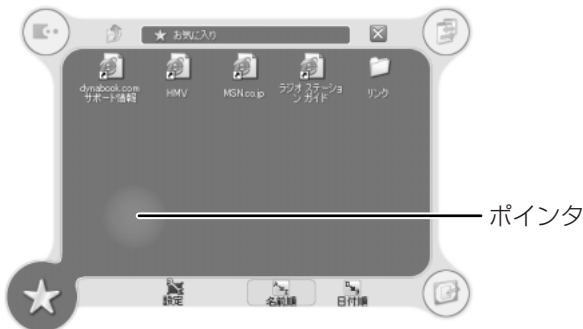 ★ お気に入り
dynabook.com
サポート情報
HMV
MSN.co.jp
ラジオ ステーショ
ン ガイド
リンク
ポインタ
設定
名前順
日付順